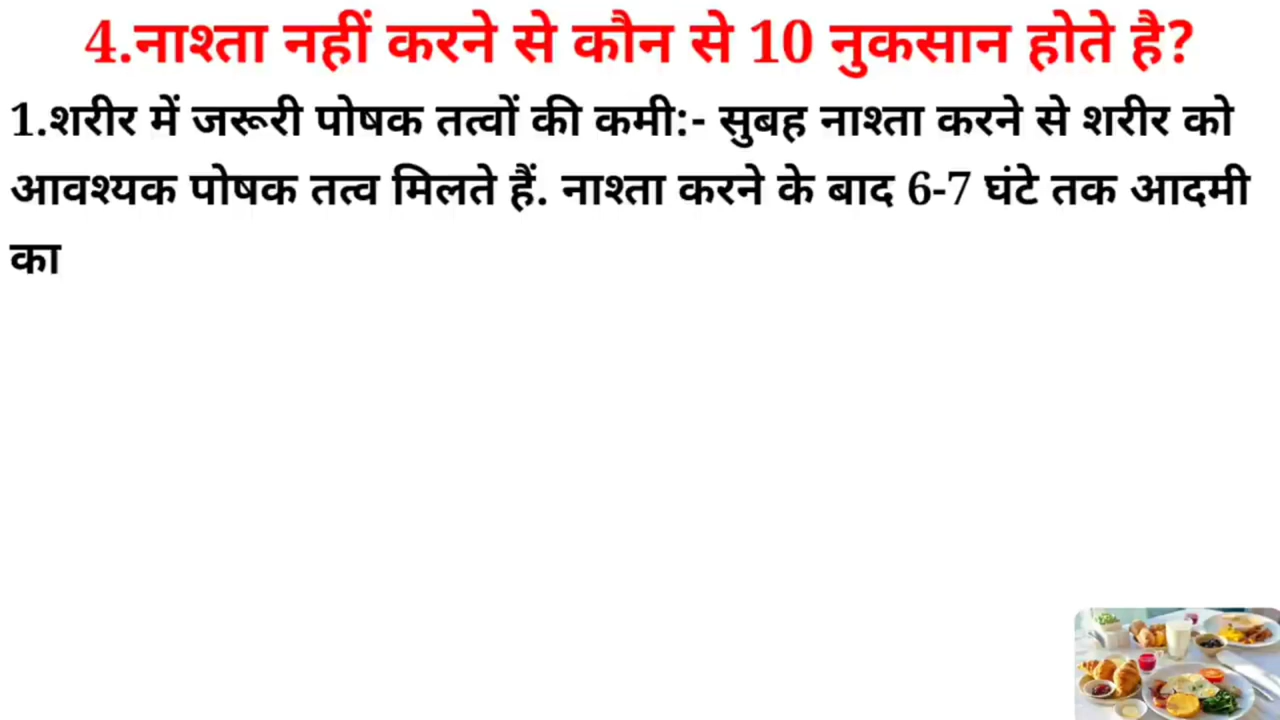 4.नाश्ता नहीं करने से कौन से 10 नुकसान होते है?
1.शरीर में जरूरी पोषक तत्वों की कमी:- सुबह नाश्ता करने से शरीर को
आवश्यक पोषक तत्व मिलते हैं. नाश्ता करने के बाद 6-7 घंटे तक आदमी
का